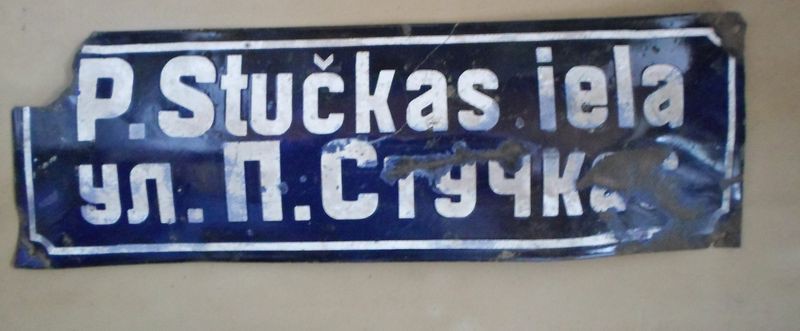 P. Stučkas iela
ул. П. Стучка